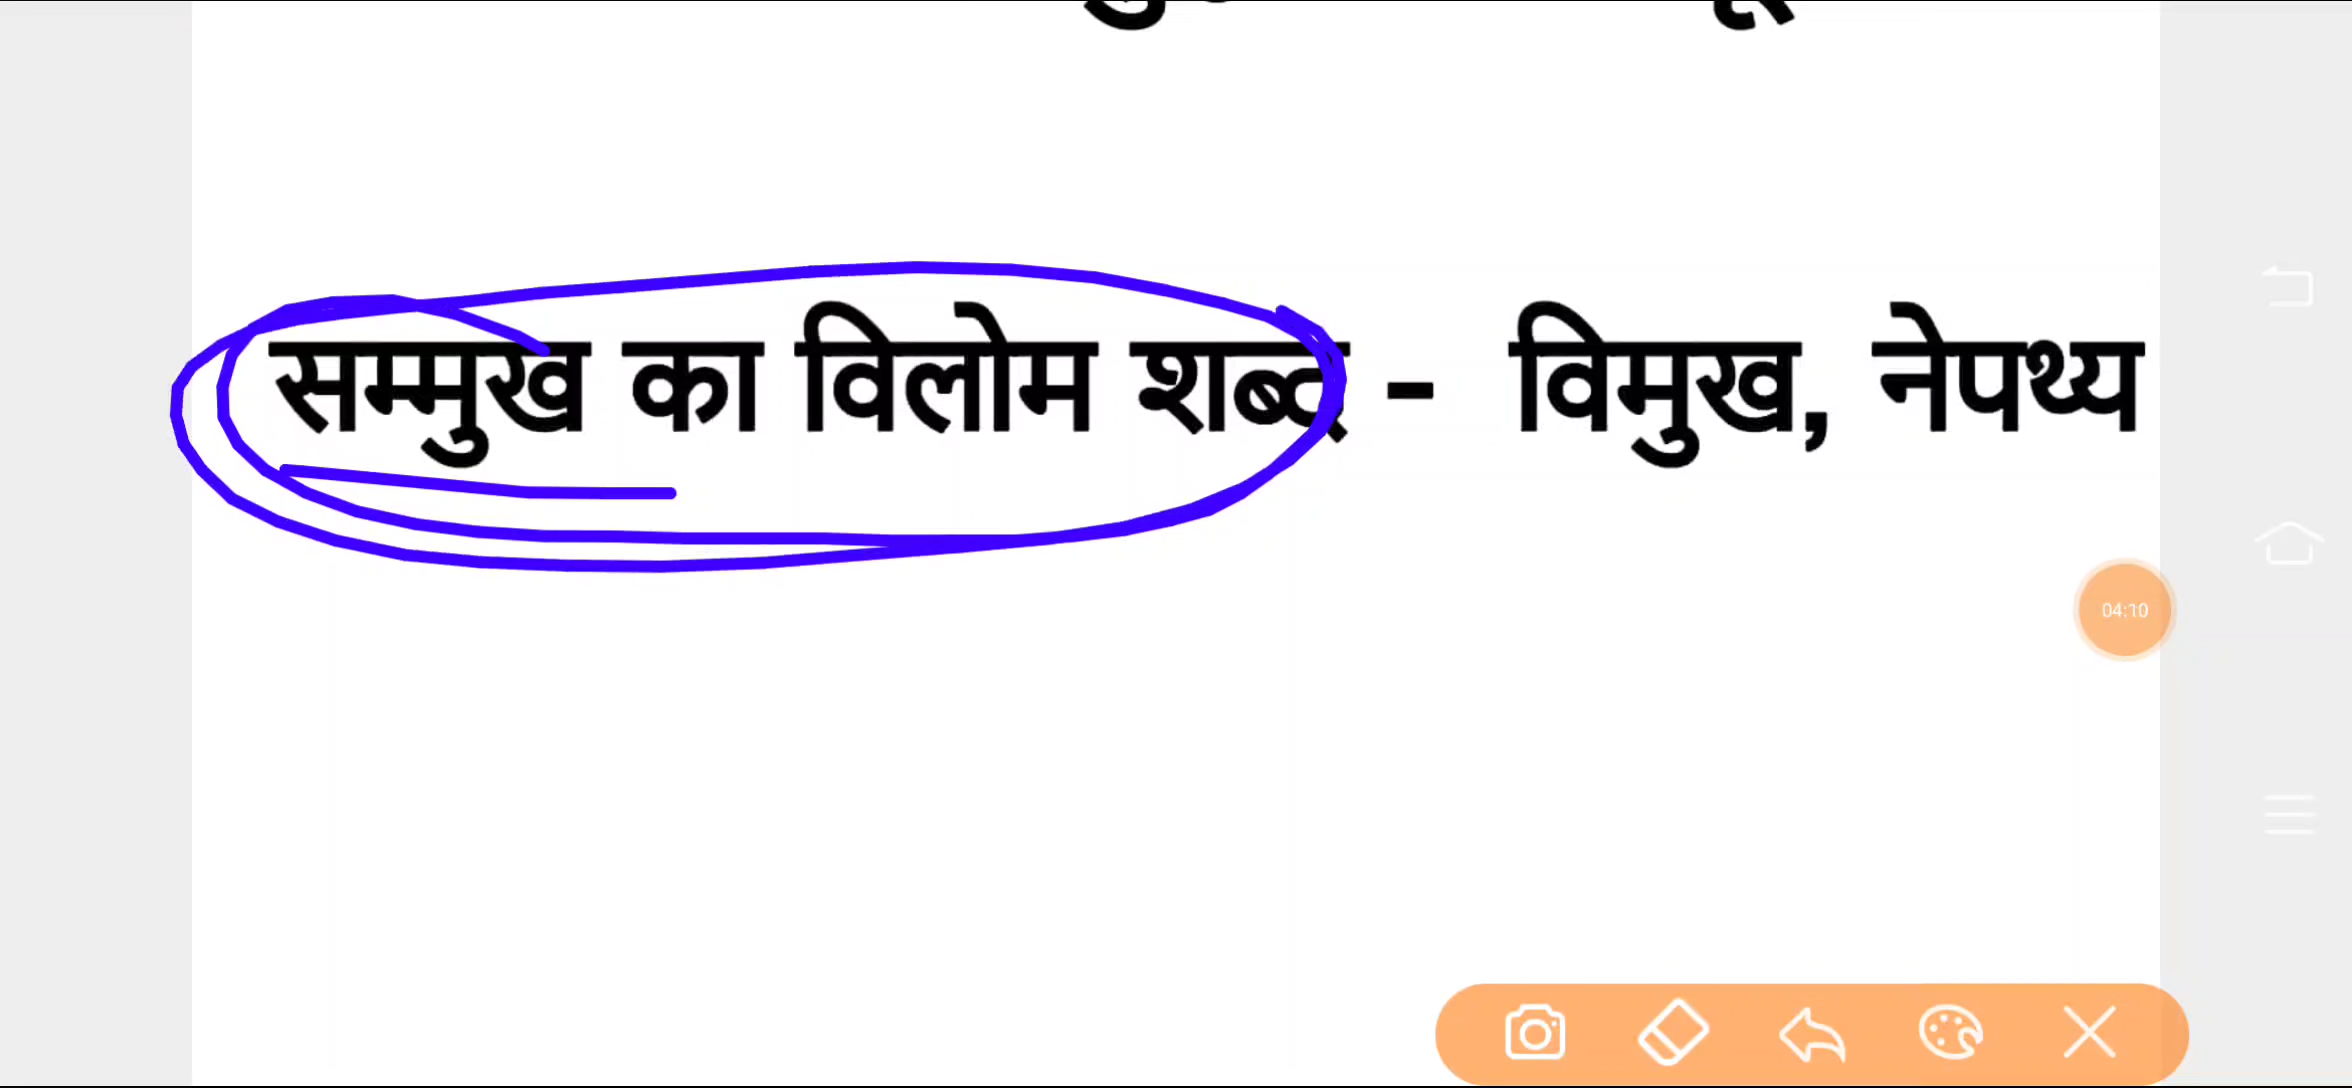 सम्मुख का विलोम शब्द - विमुख, नेपथ्य
04:10